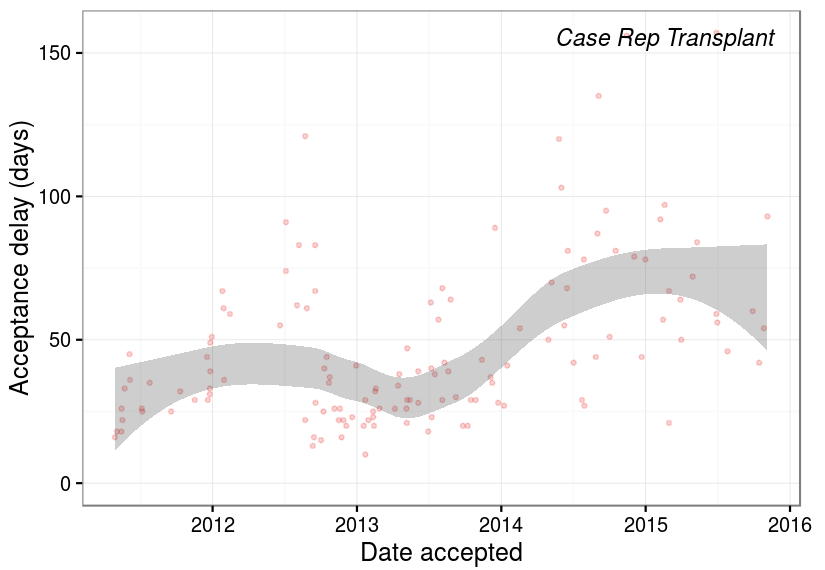 Case Rep Transplant
Acceptance delay (days)
150
100
50
0
2012 2013 2014 2015 2016
Date accepted